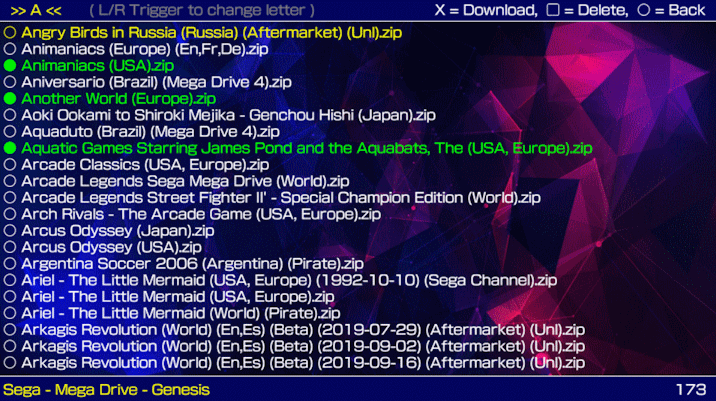 >> A << ( L/R Trigger to change letter ) X = Download, □ = Delete, ○ = Back
Angry Birds in Russia (Russia) (Aftermarket) (Unl).zip
Animaniacs (Europe) (En,Fr,De).zip
Animaniacs (USA).zip
Aniversario (Brazil) (Mega Drive 4).zip
Another World (Europe).zip
Aoki Ookami to Shiroki Mejika - Genchou Hishi (Japan).zip
Aquaduto (Brazil) (Mega Drive 4).zip
Aquatic Games Starring James Pond and the Aquabats, The (USA, Europe).zip
Arcade Classics (USA, Europe).zip
Arcade Legends Sega Mega Drive (World).zip
Arcade Legends Street Fighter II' - Special Champion Edition (World).zip
Arch Rivals - The Arcade Game (USA, Europe).zip
Arcus Odyssey (Japan).zip
Arcus Odyssey (USA).zip
Argentina Soccer 2006 (Argentina) (Pirate).zip
Ariel - The Little Mermaid (USA, Europe) (1992-10-10) (Sega Channel).zip
Ariel - The Little Mermaid (USA, Europe).zip
Ariel - The Little Mermaid (World) (Pirate).zip
Arkagis Revolution (World) (En,Es) (Beta) (2019-07-29) (Aftermarket) (Unl).zip
Arkagis Revolution (World) (En,Es) (Beta) (2019-09-02) (Aftermarket) (Unl).zip
Arkagis Revolution (World) (En,Es) (Beta) (2019-09-16) (Aftermarket) (Unl).zip
Sega - Mega Drive - Genesis 173